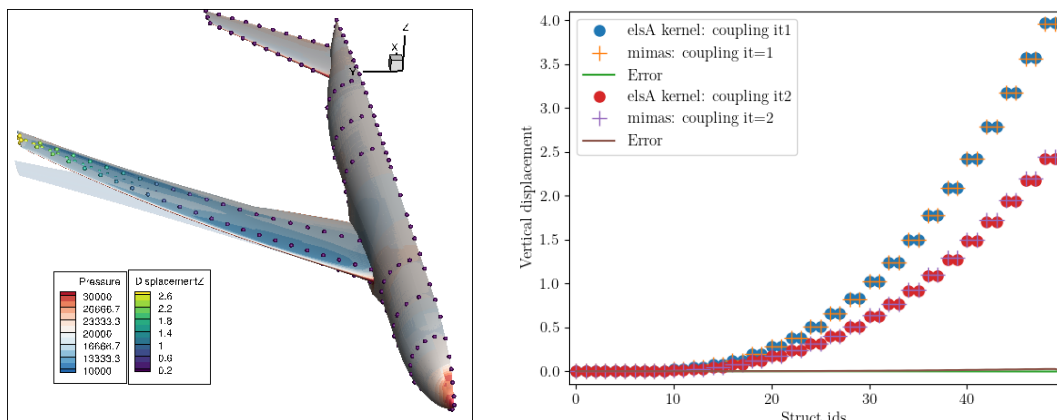 Z
X
Y
Pressure
30000
26666.7
23333.3
20000
16666.7
13333.3
10000
DisplacementZ
2.6
2.2
1.8
1.4
1
0.6
0.2
elsA kernel: coupling it1
mimas: coupling it=1
Error
elsA kernel: coupling it2
mimas: coupling it=2
Error
Vertical displacement
4.0
3.5
3.0
2.5
2.0
1.5
1.0
0.5
0.0
0
10
20
30
40
Struct ids